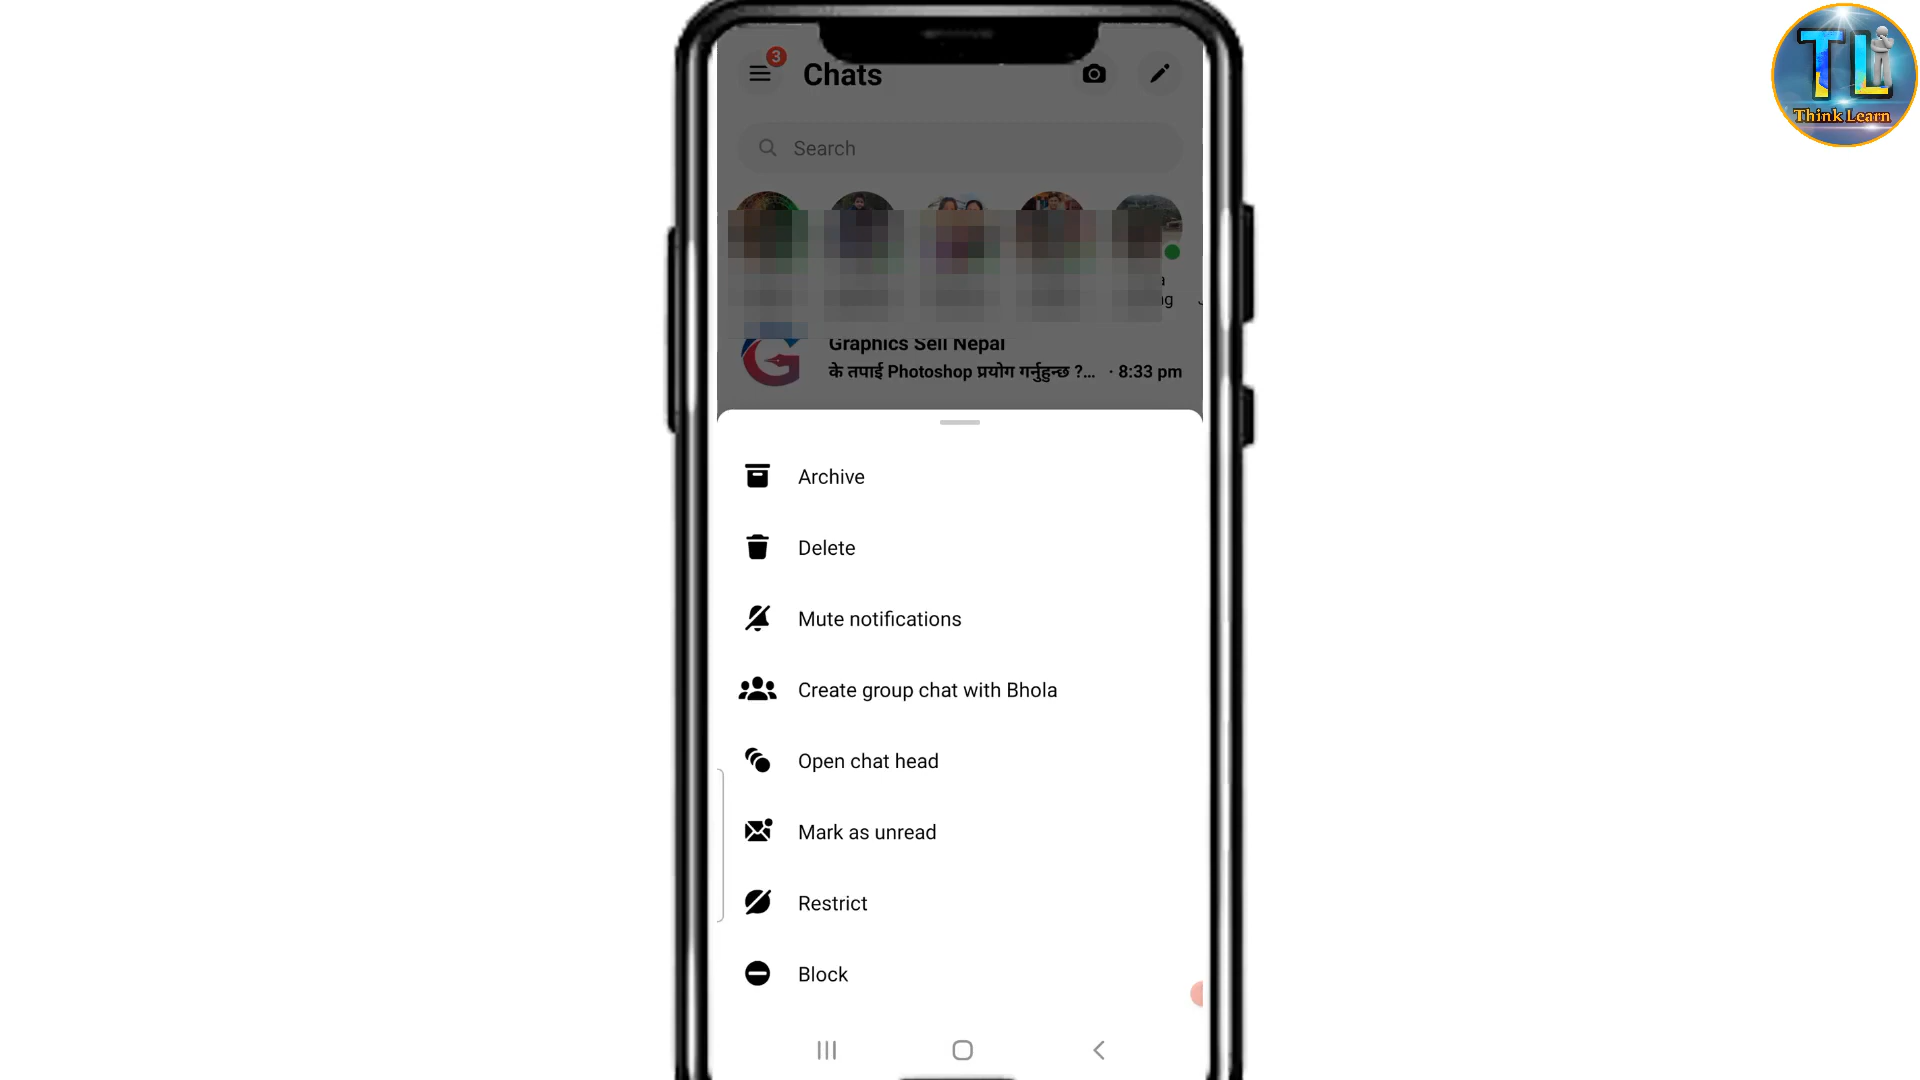 3
Chats
TL
Think Learn
Search
a
ng
Graphics Sell Nepal
के तपाई Photoshop प्रयोग गर्नुहुन्छ ?... · 8:33 pm
Archive
Delete
Mute notifications
Create group chat with Bhola
Open chat head
Mark as unread
Restrict
Block